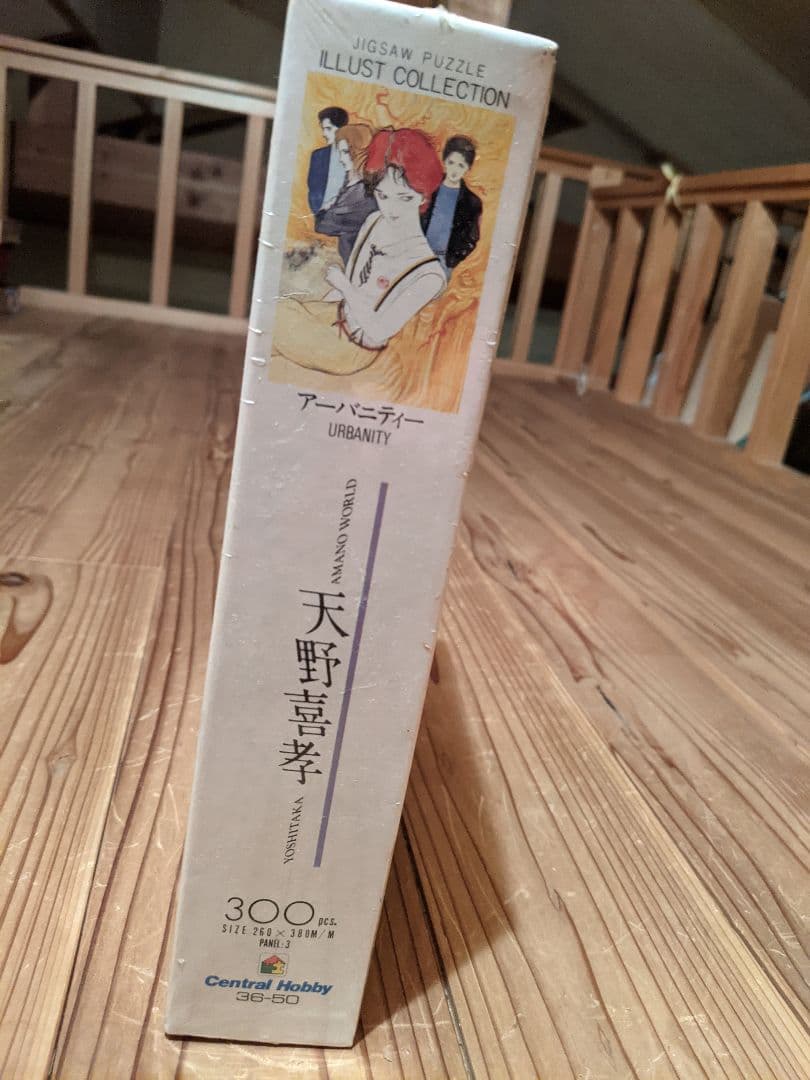 JIGSAW PUZZLE
ILLUST COLLECTION
アーバニティー
URBANITY
AMANO WORLD
天野喜孝
YOSHITAKA
300 pcs.
SIZE 260×380M/M
PANEL:3
Central Hobby
36-50